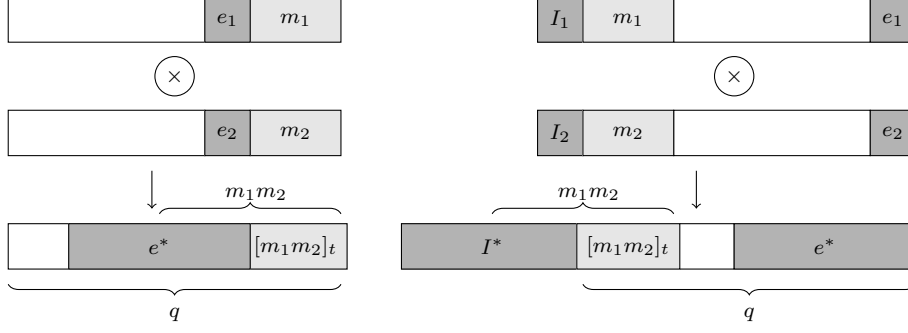 e₁ m₁ I₁ m₁ e₁
× ×
e₂ m₂ I₂ m₂ e₂
m₁m₂ m₁m₂
e* [m₁m₂]ₜ I* [m₁m₂]ₜ e*
q q